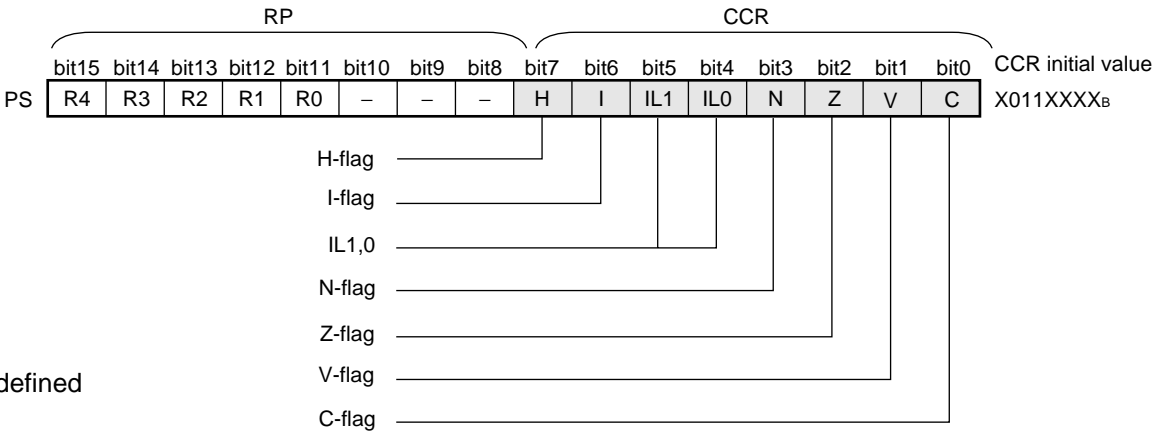 RP CCR
bit15 bit14 bit13 bit12 bit11 bit10 bit9 bit8 bit7 bit6 bit5 bit4 bit3 bit2 bit1 bit0 CCR initial value
PS R4 R3 R2 R1 R0 – – – H I IL1 IL0 N Z V C X011XXXXB
H-flag
I-flag
IL1,0
N-flag
Z-flag
defined
V-flag
C-flag